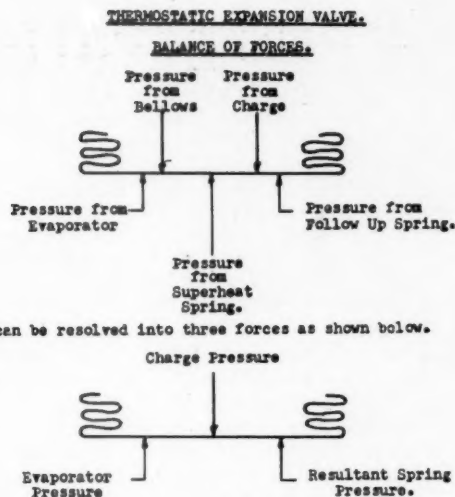 THERMOSTATIC EXPANSION VALVE.
BALANCE OF FORCES.
Pressure from Bellows
Pressure from Charge
Pressure from Evaporator
Pressure from Follow Up Spring.
Pressure from Superheat Spring.
can be resolved into three forces as shown below.
Charge Pressure
Evaporator Pressure
Resultant Spring Pressure.